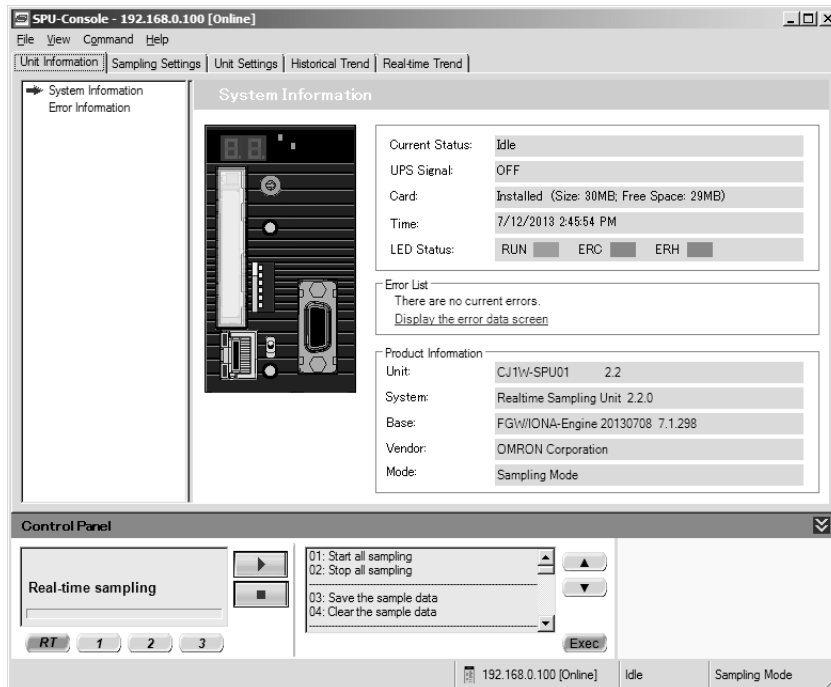 SPU-Console - 192.168.0.100 [Online]
File View Command Help
Unit Information Sampling Settings Unit Settings Historical Trend Real-time Trend
System Information
Error Information
System Information
8.8.
Current Status: Idle
UPS Signal: OFF
Card: Installed (Size: 30MB; Free Space: 29MB)
Time: 7/12/2013 2:45:54 PM
LED Status: RUN ERC ERH
Error List
There are no current errors.
Display the error data screen
Product Information
Unit: CJ1W-SPU01 2.2
System: Realtime Sampling Unit 2.2.0
Base: FGW/IONA-Engine 20130708 7.1.298
Vendor: OMRON Corporation
Mode: Sampling Mode
Control Panel
Real-time sampling
RT 1 2 3
01: Start all sampling
02: Stop all sampling
03: Save the sample data
04: Clear the sample data
Exec
192.168.0.100 [Online] Idle Sampling Mode